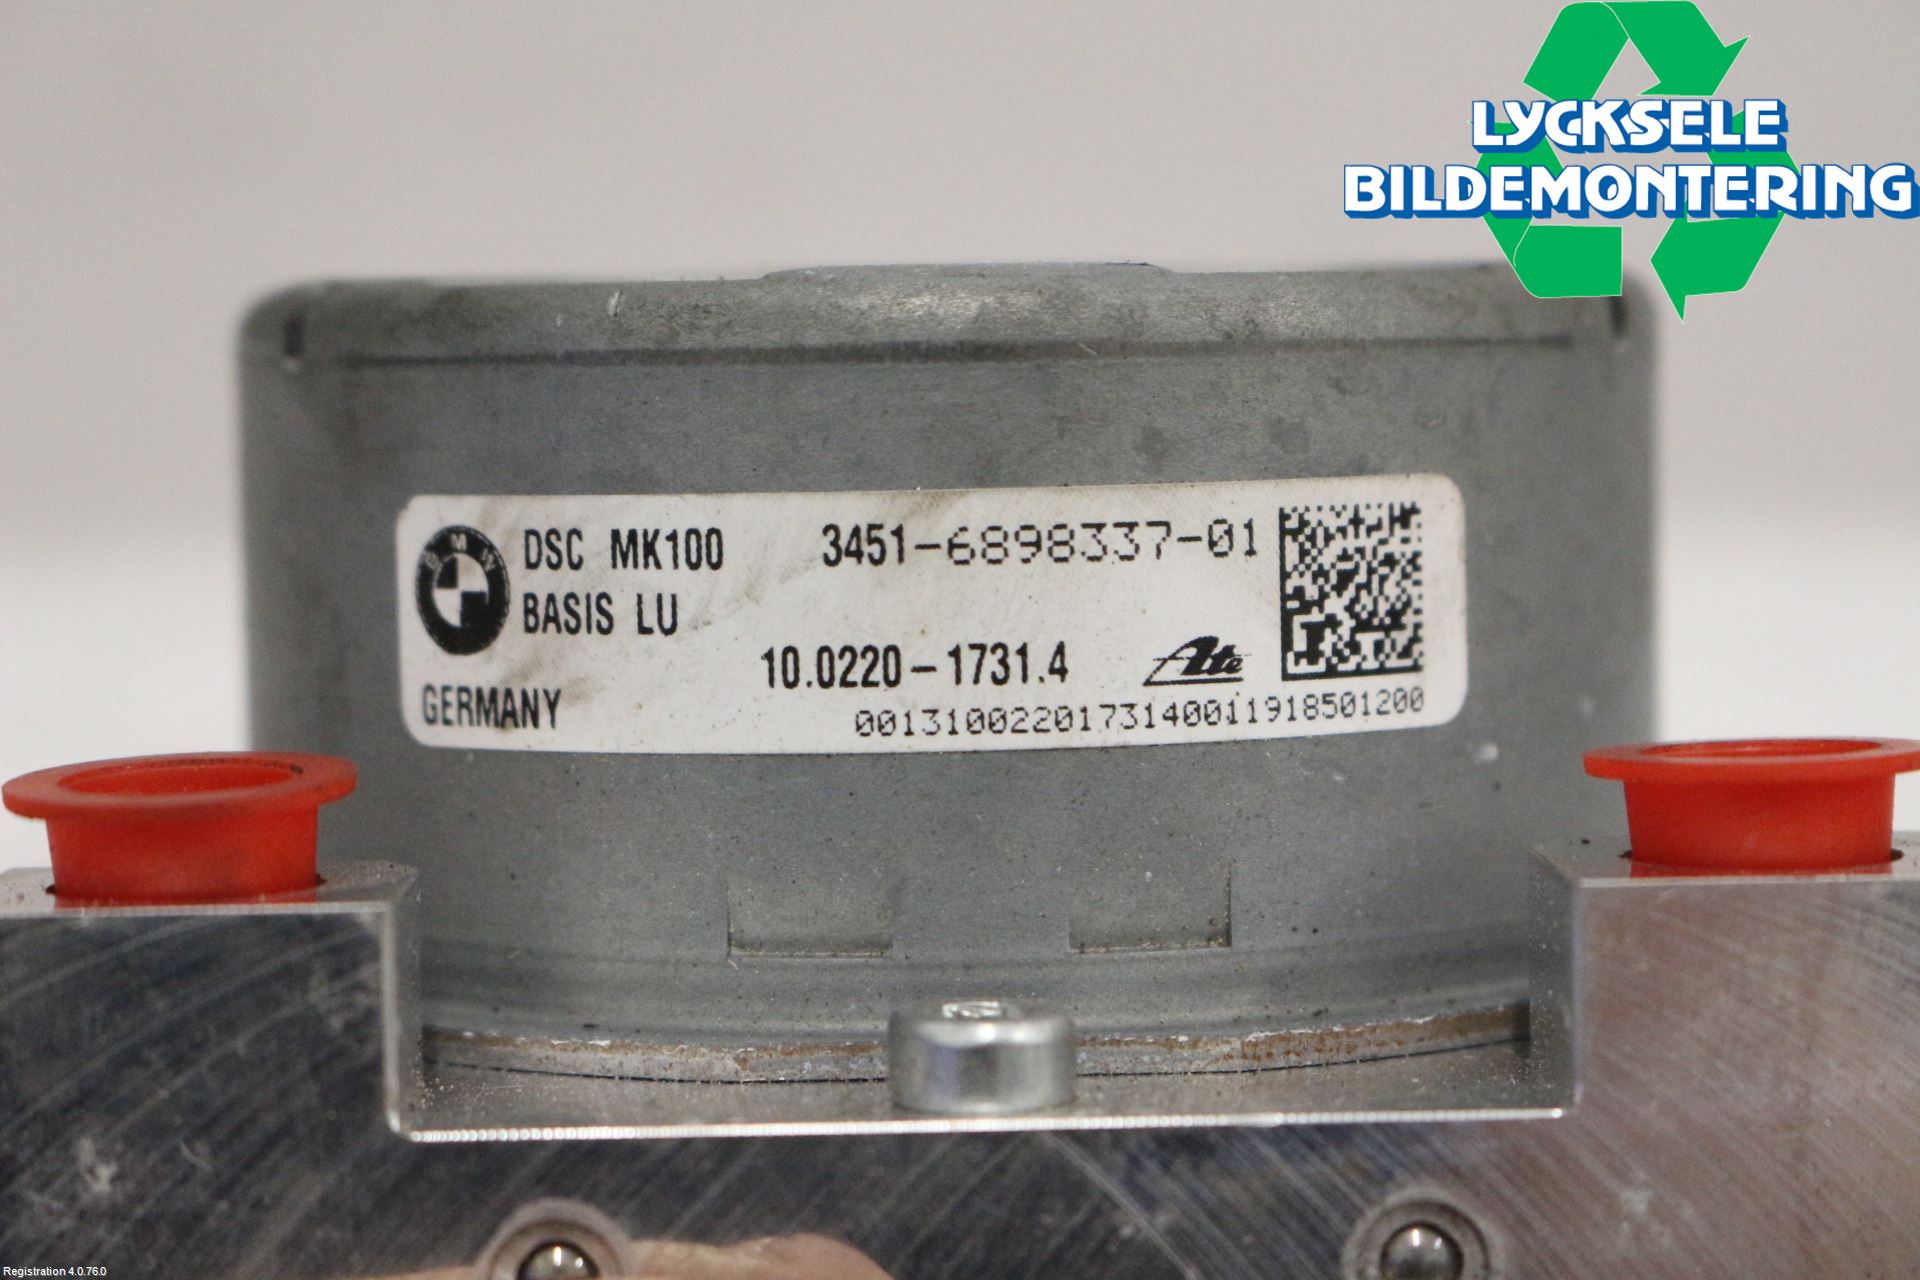 LYCKSELE
BILDEMONTERING
BMW
DSC MK100 3451-6898337-01
BASIS LU
10.0220-1731.4 Ate
GERMANY
0013100220173140011918501200
Registration 4.0.76.0